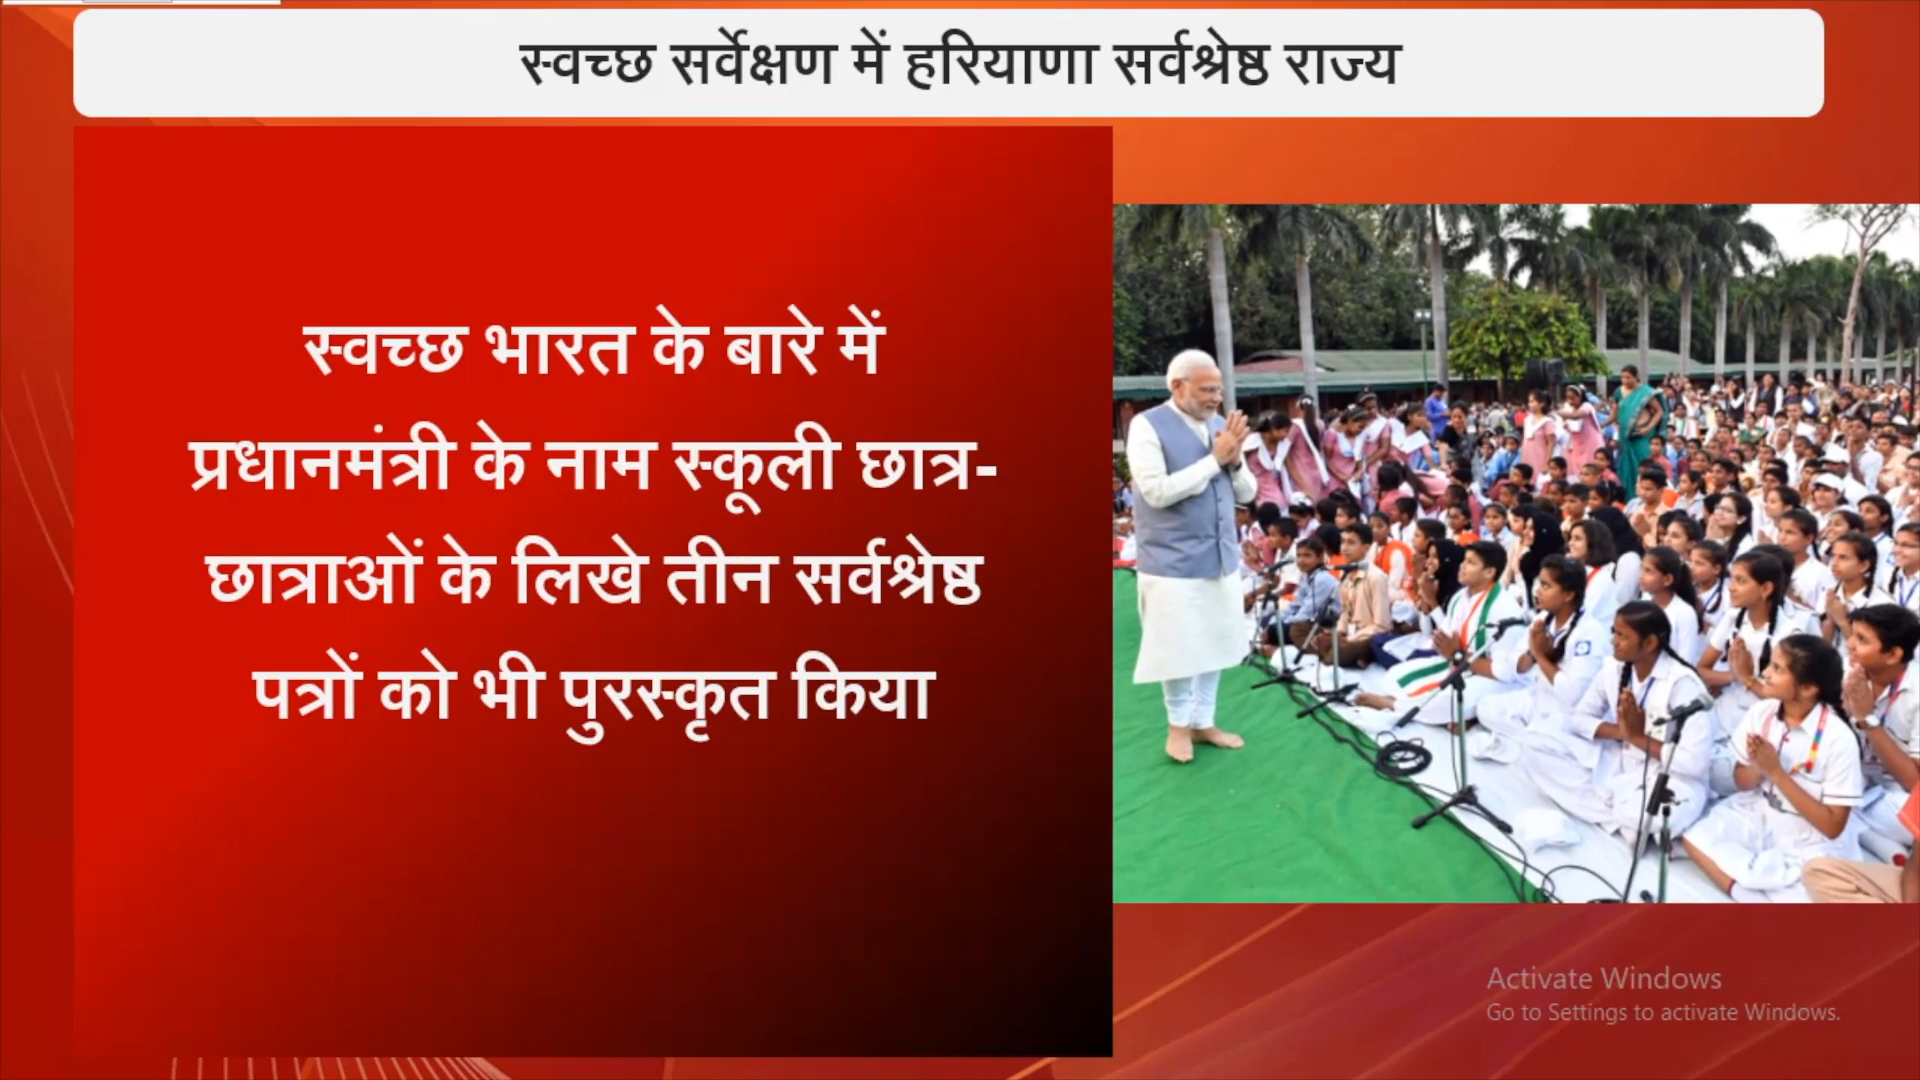 स्वच्छ सर्वेक्षण में हरियाणा सर्वश्रेष्ठ राज्य
स्वच्छ भारत के बारे में
प्रधानमंत्री के नाम स्कूली छात्र-
छात्राओं के लिखे तीन सर्वश्रेष्ठ
पत्रों को भी पुरस्कृत किया
Activate Windows
Go to Settings to activate Windows.